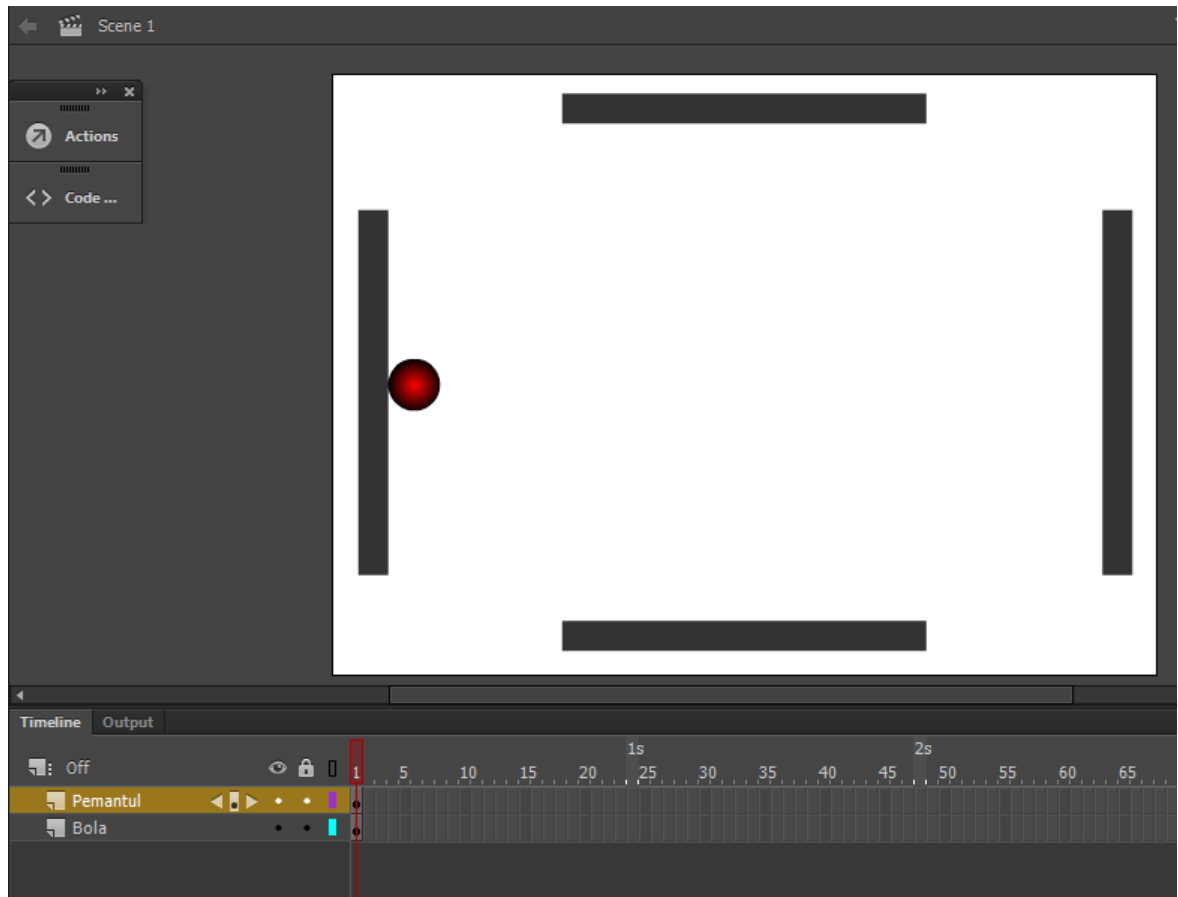 Scene 1
Actions
Code ...
Timeline Output
1s 2s
Off 1 5 10 15 20 25 30 35 40 45 50 55 60 65
Pemantul
Bola